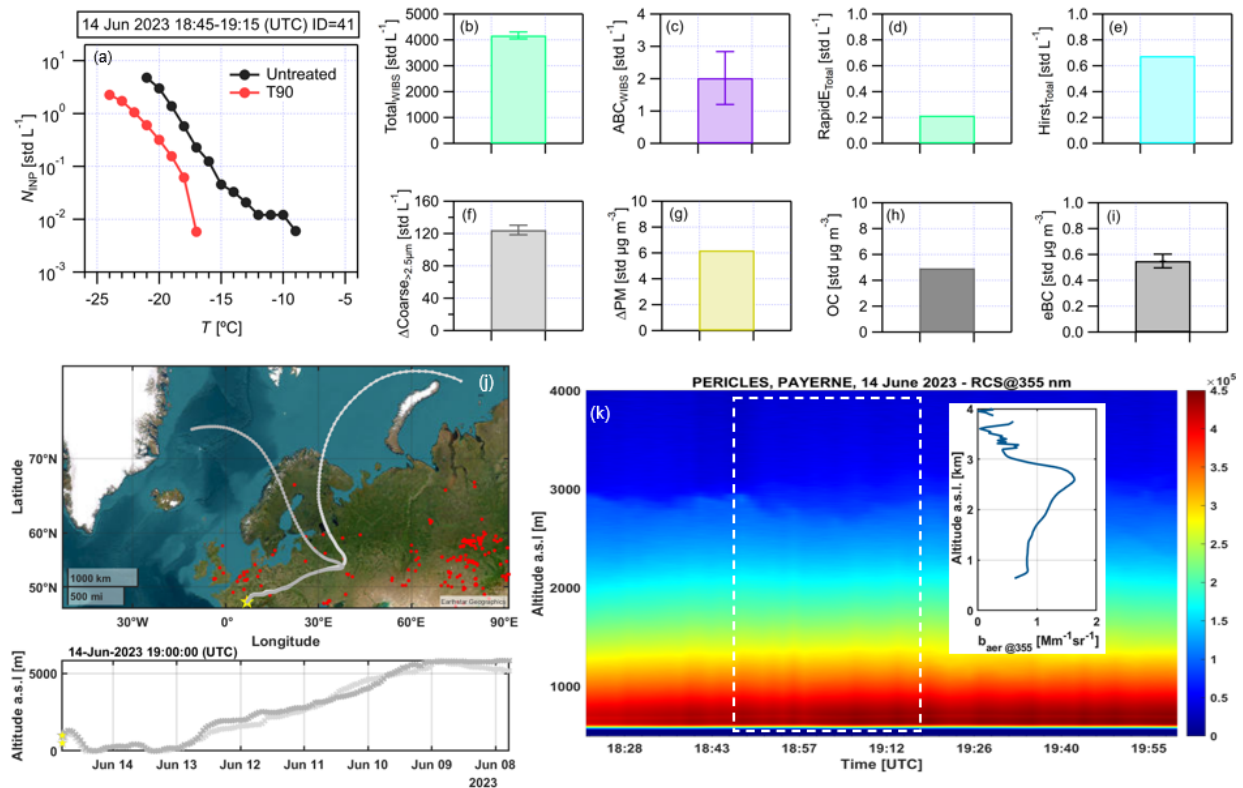 14 Jun 2023 18:45-19:15 (UTC) ID=41
(a)
Untreated
T90
N_INP [std L⁻¹]
10¹
10⁰
10⁻¹
10⁻²
10⁻³
-25
-20
-15
-10
-5
T [ºC]
(b)
Total_WIBS [std L⁻¹]
5000
4000
3000
2000
1000
0
(c)
ABC_WIBS [std L⁻¹]
4
3
2
1
0
(d)
RapidE_Total [std L⁻¹]
1.0
0.8
0.6
0.4
0.2
0.0
(e)
Hirst_Total [std L⁻¹]
1.0
0.8
0.6
0.4
0.2
0.0
(f)
ΔCoarse_>2.5μm [std L⁻¹]
160
120
80
40
0
(g)
ΔPM [std μg m⁻³]
10
8
6
4
2
0
(h)
OC [std μg m⁻³]
10
8
6
4
2
0
(i)
eBC [std μg m⁻³]
1.0
0.8
0.6
0.4
0.2
0.0
(j)
Latitude
70°N
60°N
50°N
1000 km
500 mi
Earthstar Geographics
30°W
0°
30°E
60°E
90°E
Longitude
14-Jun-2023 19:00:00 (UTC)
Altitude a.s.l [m]
5000
0
Jun 14
Jun 13
Jun 12
Jun 11
Jun 10
Jun 09
Jun 08
2023
PERICLES, PAYERNE, 14 June 2023 - RCS@355 nm
(k)
Altitude a.s.l [m]
4000
3000
2000
1000
18:28
18:43
18:57
19:12
19:26
19:40
19:55
Time [UTC]
Altitude a.s.l. [km]
4
3
2
1
0
0
1
2
b_aer @355 [Mm⁻¹sr⁻¹]
×10⁵
4.5
4
3.5
3
2.5
2
1.5
1
0.5
0